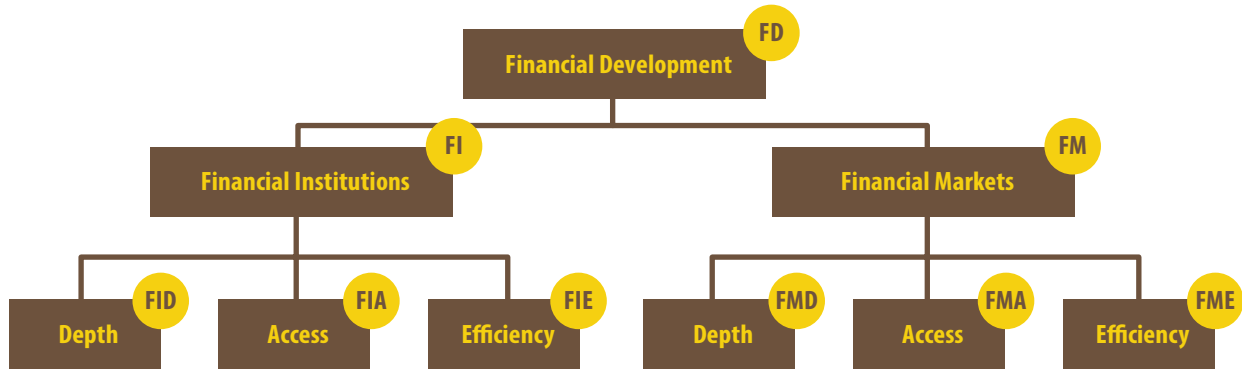 FD
Financial Development
FI
Financial Institutions
FM
Financial Markets
FID
Depth
FIA
Access
FIE
Efficiency
FMD
Depth
FMA
Access
FME
Efficiency